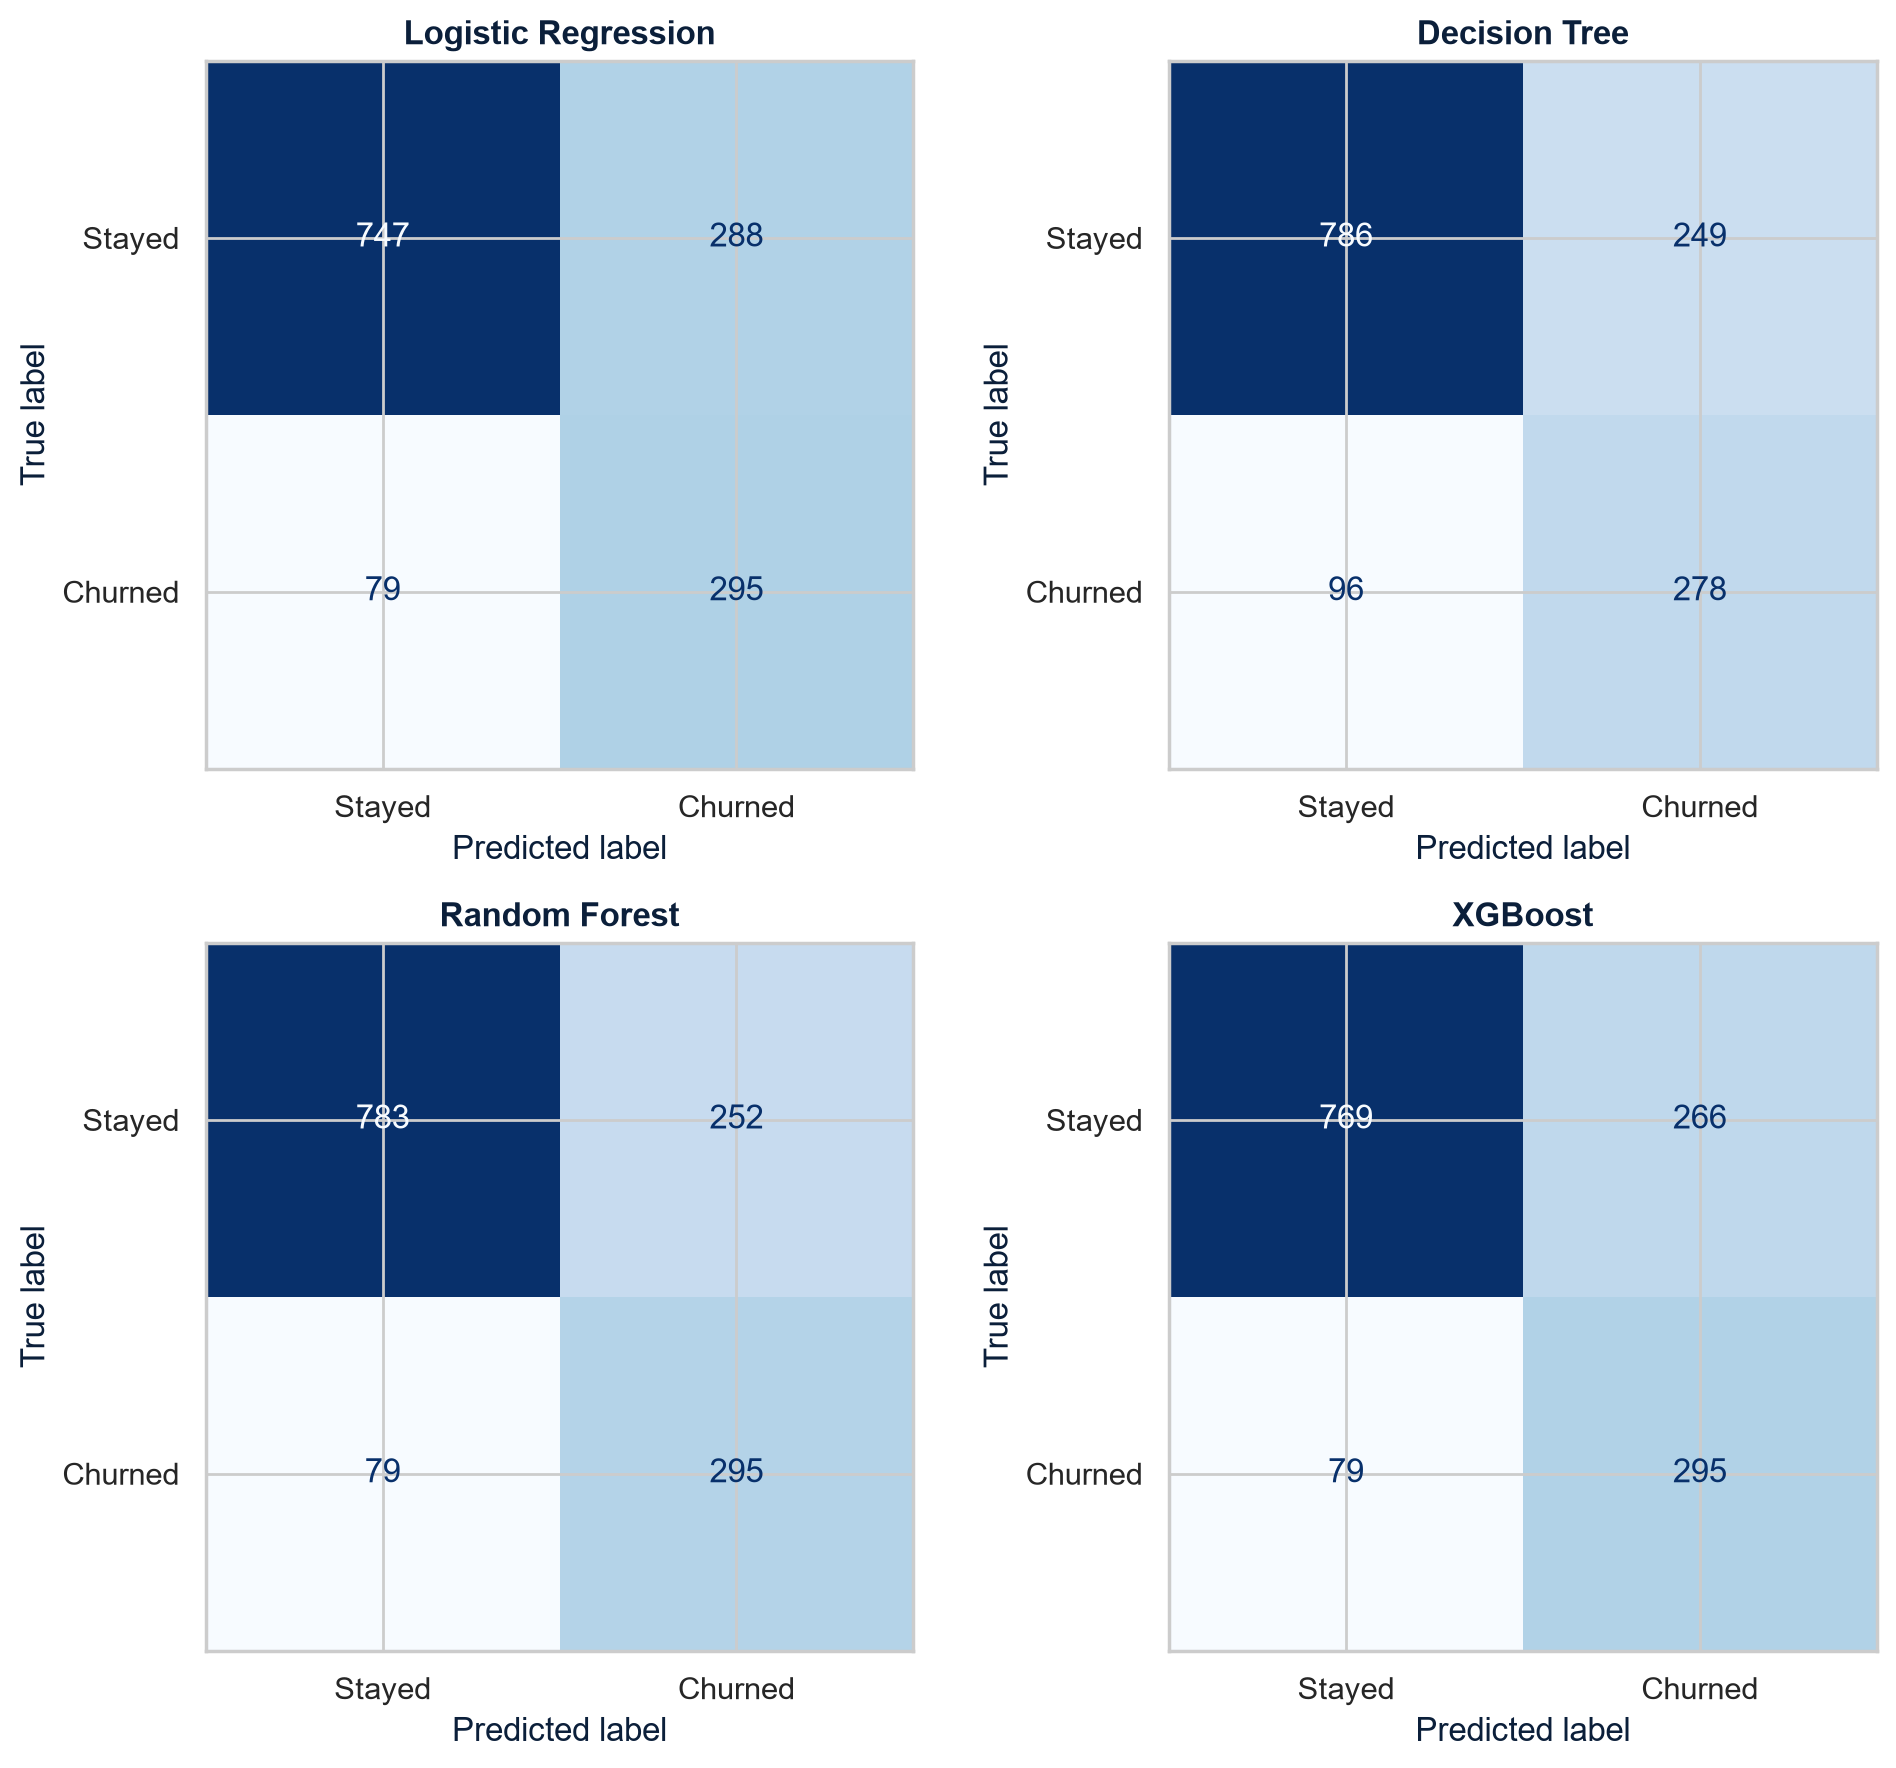 Logistic Regression
True label
Stayed
747
288
Churned
79
295
Stayed
Churned
Predicted label
Decision Tree
True label
Stayed
786
249
Churned
96
278
Stayed
Churned
Predicted label
Random Forest
True label
Stayed
783
252
Churned
79
295
Stayed
Churned
Predicted label
XGBoost
True label
Stayed
769
266
Churned
79
295
Stayed
Churned
Predicted label